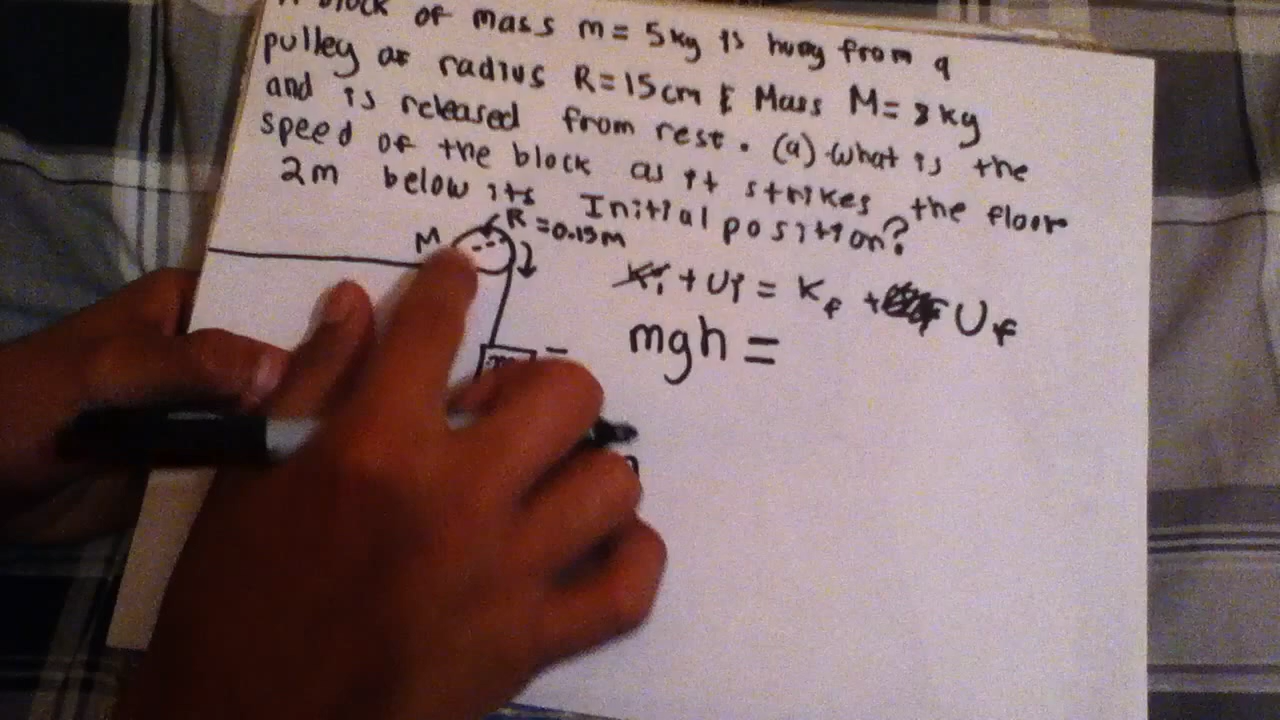 block of mass m = 5kg is hung from a
pulley of radius R = 15cm & Mass M = 8kg
and is released from rest. (a) what is the
speed of the block as it strikes the floor
2m below its Initial position?
M R = 0.15m
Ki + Ui = Kf + Uf
mgh =
m